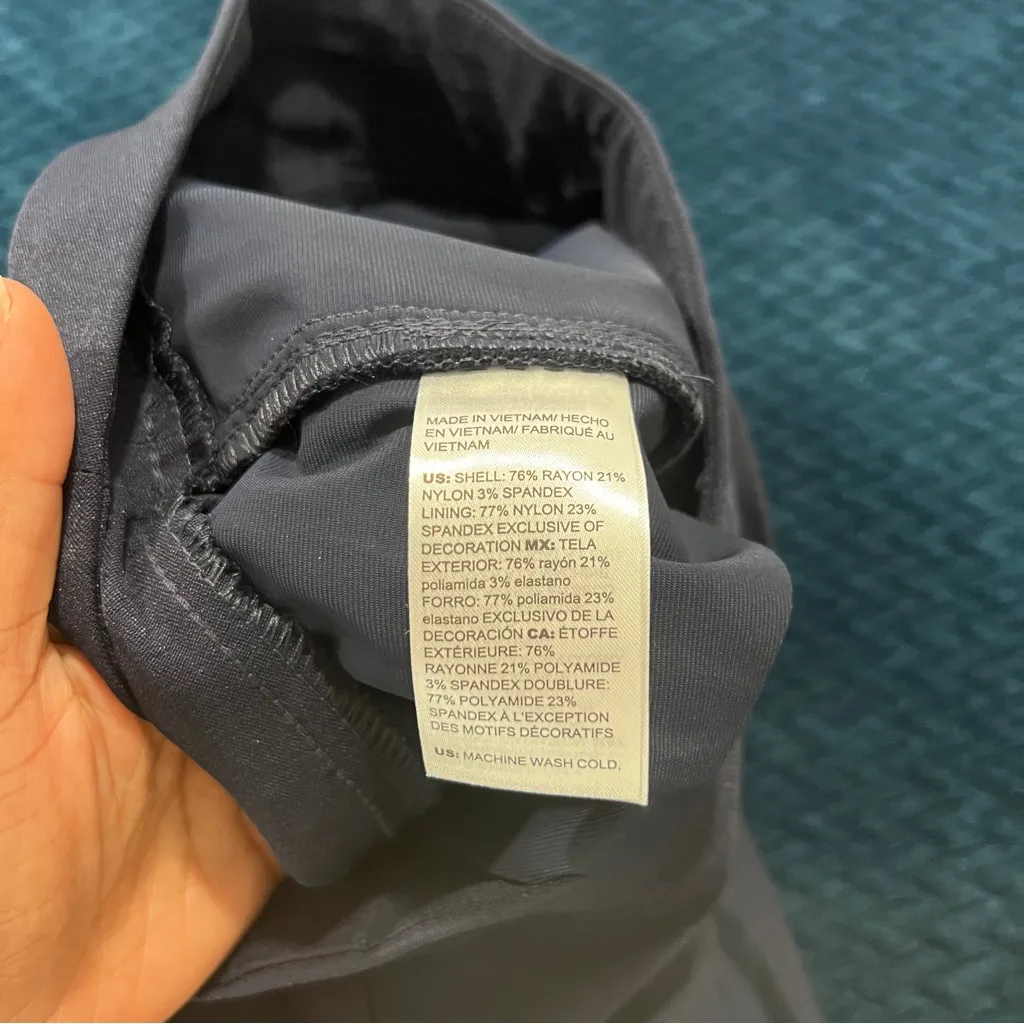 MADE IN VIETNAM/ HECHO
EN VIETNAM/ FABRIQUÉ AU
VIETNAM
US: SHELL: 76% RAYON 21%
NYLON 3% SPANDEX
LINING: 77% NYLON 23%
SPANDEX EXCLUSIVE OF
DECORATION MX: TELA
EXTERIOR: 76% rayón 21%
poliamida 3% elastano
FORRO: 77% poliamida 23%
elastano EXCLUSIVO DE LA
DECORACIÓN CA: ÉTOFFE
EXTÉRIEURE: 76%
RAYONNE 21% POLYAMIDE
3% SPANDEX DOUBLURE:
77% POLYAMIDE 23%
SPANDEX À L'EXCEPTION
DES MOTIFS DÉCORATIFS
US: MACHINE WASH COLD,